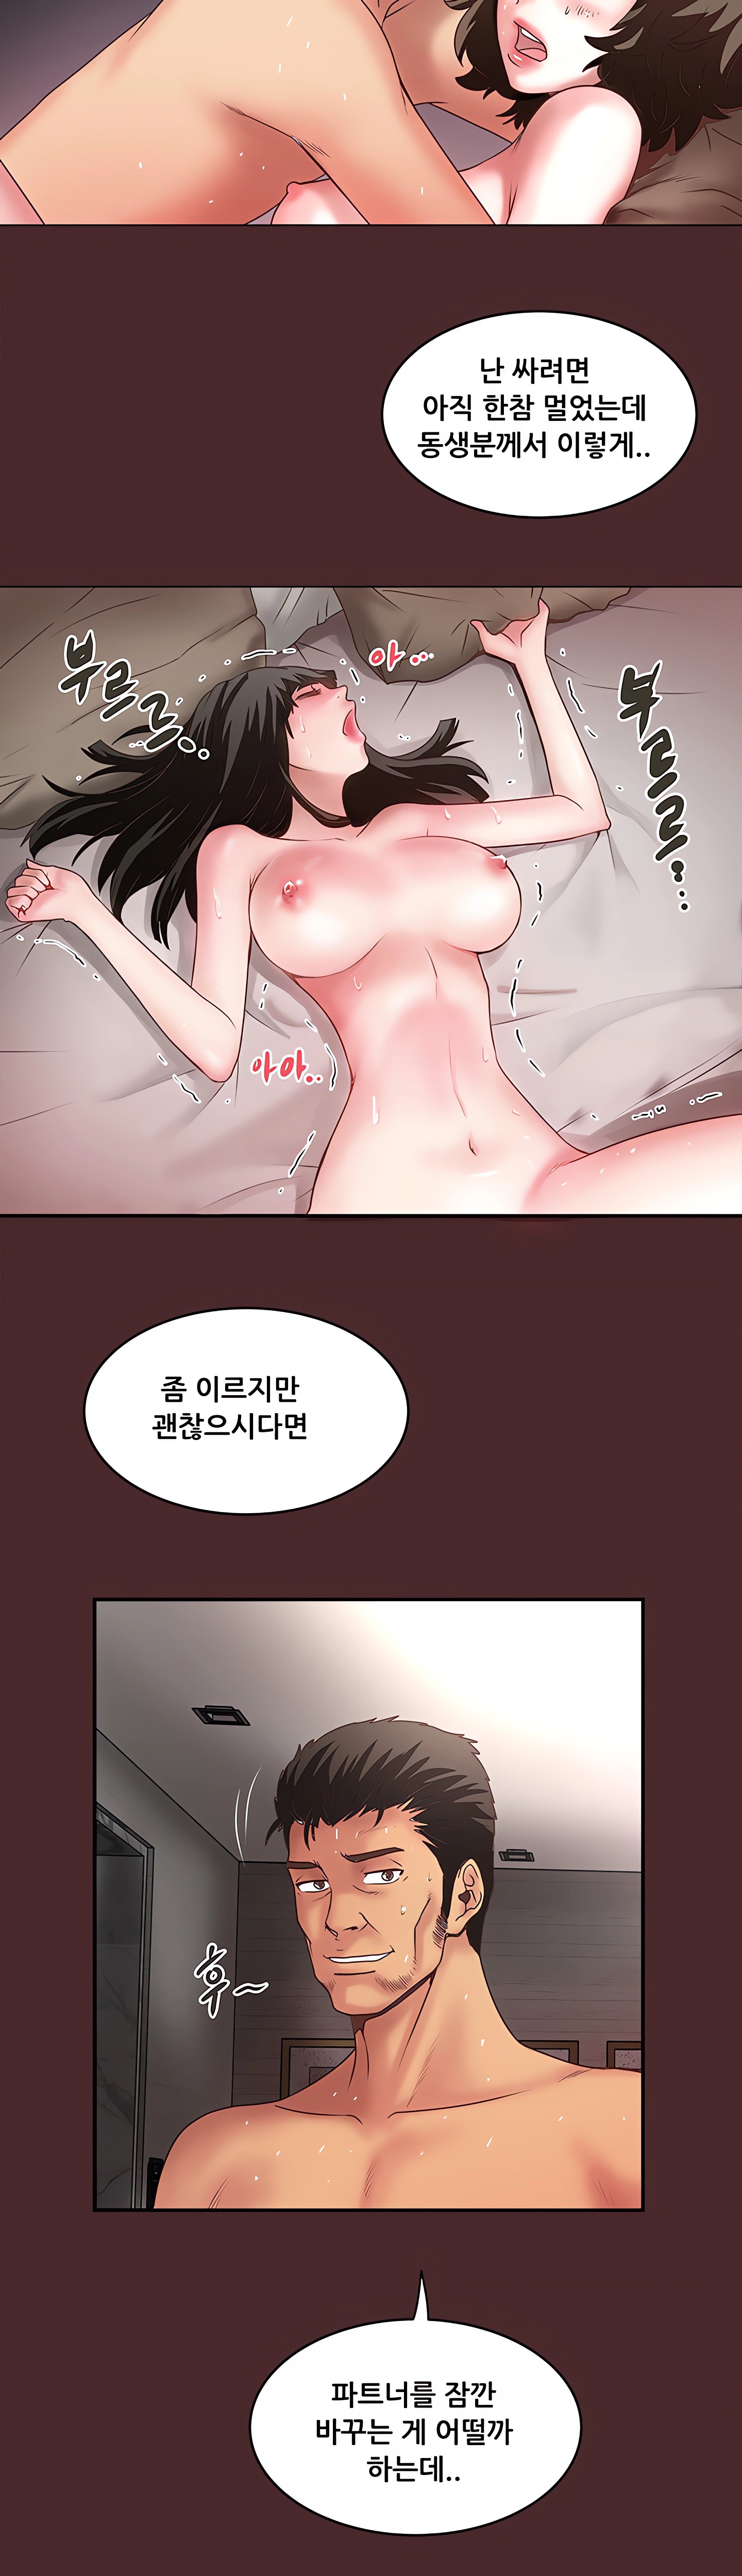 난 싸려면
아직 한참 멀었는데
동생분께서 이렇게..
부르르..
아...
부르르...
아아..
좀 이르지만
괜찮으시다면
후~
파트너를 잠깐
바꾸는 게 어떨까
하는데..